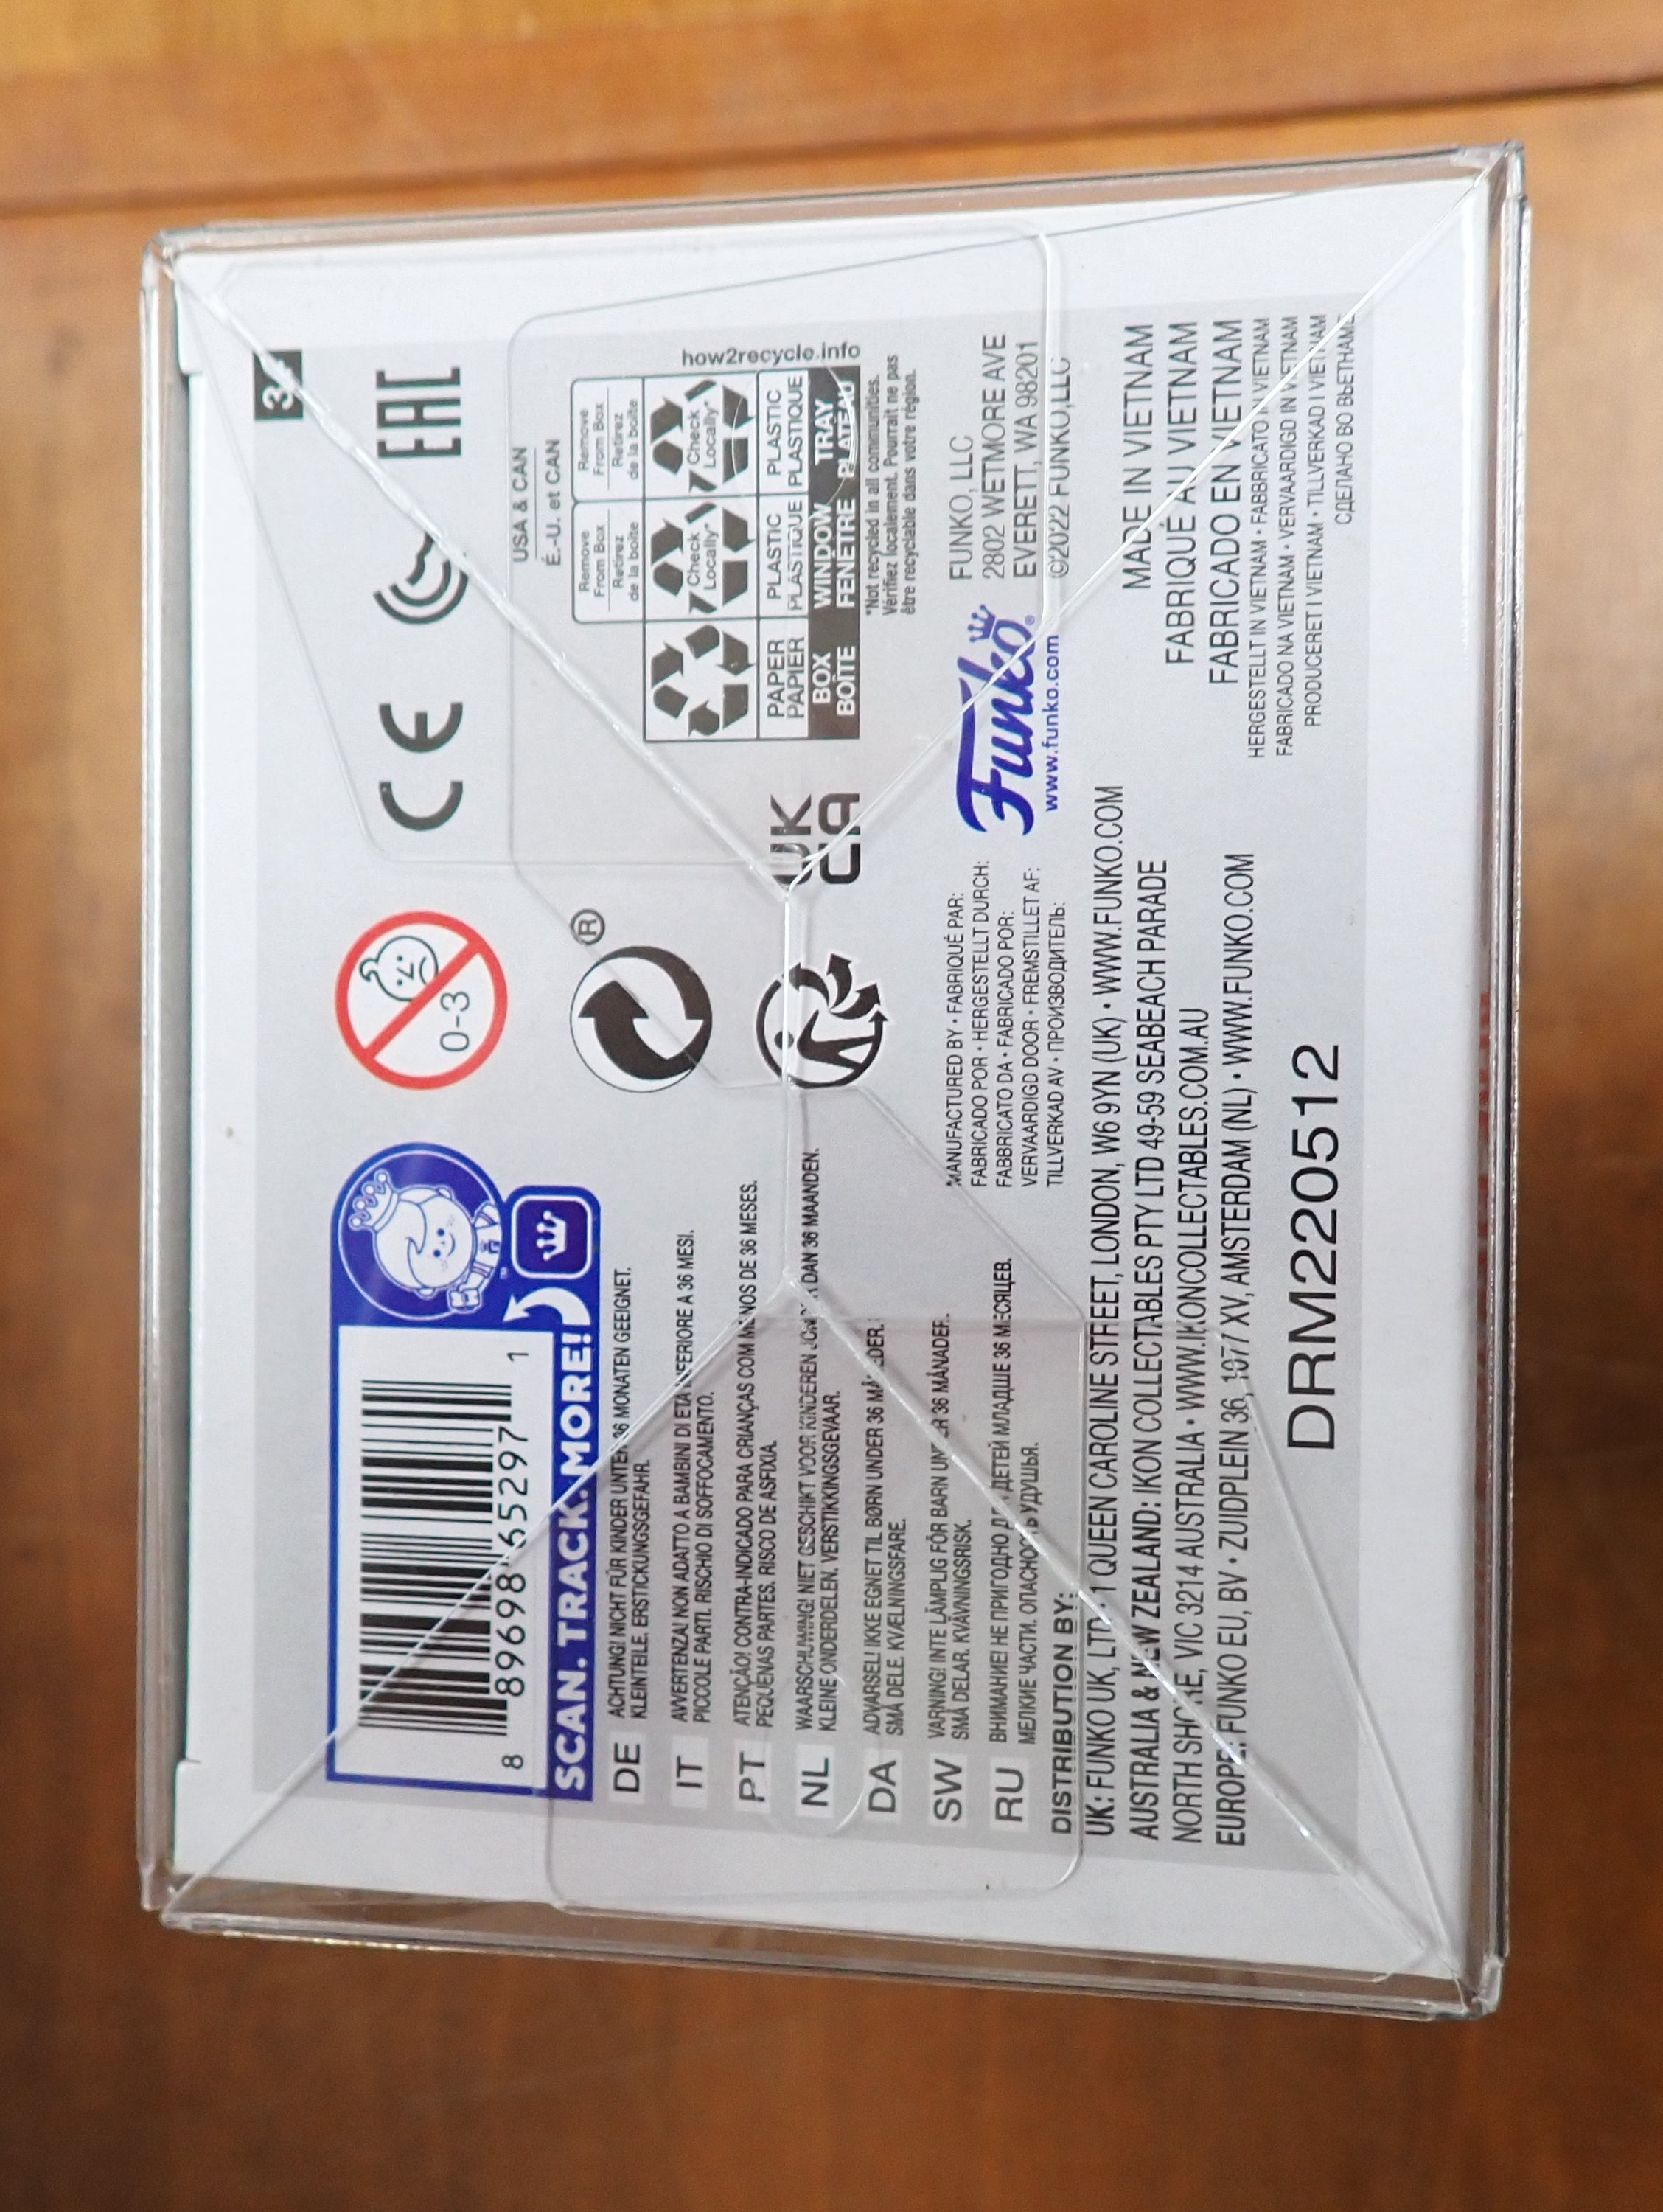 8 89698 65297 1
SCAN. TRACK. MORE!
™
0-3
CE
EAC
DE
ACHTUNG! NICHT FÜR KINDER UNTER 36 MONATEN GEEIGNET.
KLEINTEILE. ERSTICKUNGSGEFAHR.
IT
AVVERTENZA! NON ADATTO A BAMBINI DI ETÀ INFERIORE A 36 MESI.
PICCOLE PARTI. RISCHIO DI SOFFOCAMENTO.
PT
ATENÇÃO! CONTRA-INDICADO PARA CRIANÇAS COM MENOS DE 36 MESES.
PEQUENAS PARTES. RISCO DE ASFIXIA.
NL
WAARSCHUWING! NIET GESCHIKT VOOR KINDEREN JONGER DAN 36 MAANDEN.
KLEINE ONDERDELEN. VERSTIKKINGSGEVAAR.
DA
ADVARSEL! IKKE EGNET TIL BØRN UNDER 36 MÅNEDER.
SMÅ DELE. KVÆLNINGSFARE.
SW
VARNING! INTE LÄMPLIG FÖR BARN UNDER 36 MÅNADER.
SMÅ DELAR. KVÄVNINGSRISK.
RU
ВНИМАНИЕ! НЕ ПРИГОДНО ДЛЯ ДЕТЕЙ МЛАДШЕ 36 МЕСЯЦЕВ.
МЕЛКИЕ ЧАСТИ. ОПАСНОСТЬ УДУШЬЯ.
®
UK
CA
USA & CAN
É.-U. et CAN
Remove
From Box
Retirez
de la boîte
Remove
From Box
Retirez
de la boîte
Check
Locally*
Check
Locally*
PAPER
PAPIER
PLASTIC
PLASTIQUE
PLASTIC
PLASTIQUE
BOX
BOÎTE
WINDOW
FENÊTRE
TRAY
PLATEAU
how2recycle.info
*Not recycled in all communities.
Vérifiez localement. Pourrait ne pas
être recyclable dans votre région.
MANUFACTURED BY • FABRIQUÉ PAR:
FABRICADO POR • HERGESTELLT DURCH:
FABBRICATO DA • FABRICADO POR:
VERVAARDIGD DOOR • FREMSTILLET AF:
TILLVERKAD AV • ПРОИЗВОДИТЕЛЬ:
Funko®
www.funko.com
FUNKO, LLC
2802 WETMORE AVE
EVERETT, WA 98201
©2022 FUNKO,LLC
DISTRIBUTION BY:
UK: FUNKO UK, LTD • 1 QUEEN CAROLINE STREET, LONDON, W6 9YN (UK) • WWW.FUNKO.COM
AUSTRALIA & NEW ZEALAND: IKON COLLECTABLES PTY LTD 49-59 SEABEACH PARADE
NORTH SHORE, VIC 3214 AUSTRALIA • WWW.IKONCOLLECTABLES.COM.AU
EUROPE: FUNKO EU, BV • ZUIDPLEIN 36, 1077 XV, AMSTERDAM (NL) • WWW.FUNKO.COM
MADE IN VIETNAM
FABRIQUÉ AU VIETNAM
FABRICADO EN VIETNAM
HERGESTELLT IN VIETNAM • FABBRICATO IN VIETNAM
FABRICADO NA VIETNAM • VERVAARDIGD IN VIETNAM
PRODUCERET I VIETNAM • TILLVERKAD I VIETNAM
СДЕЛАНО ВО ВЬЕТНАМЕ
DRM220512